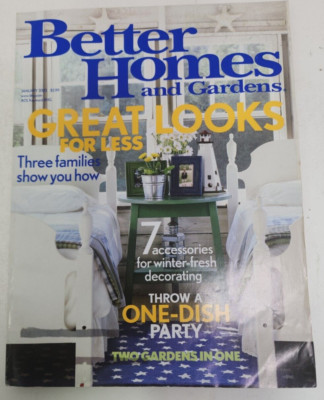 Better
Homes
and Gardens
GREAT LOOKS
FOR LESS
Three families
show you how
7
accessories
for winter-fresh
decorating
THROW A
ONE-DISH
PARTY
TWO GARDENS IN ONE